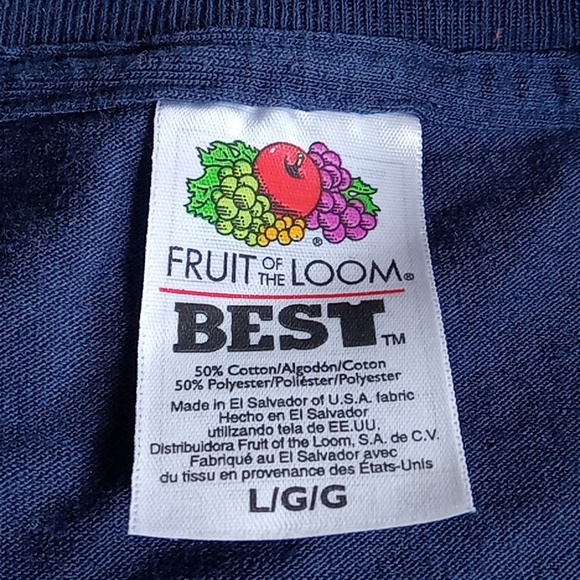 ®
FRUIT OF THE LOOM®
BEST™
50% Cotton/Algodón/Coton
50% Polyester/Poliéster/Polyester
Made in El Salvador of U.S.A. fabric
Hecho en El Salvador
utilizando tela de EE.UU,
Distribuidora Fruit of the Loom, S.A. de C.V.
Fabriqué au El Salvador avec
du tissu en provenance des États-Unis
L/G/G